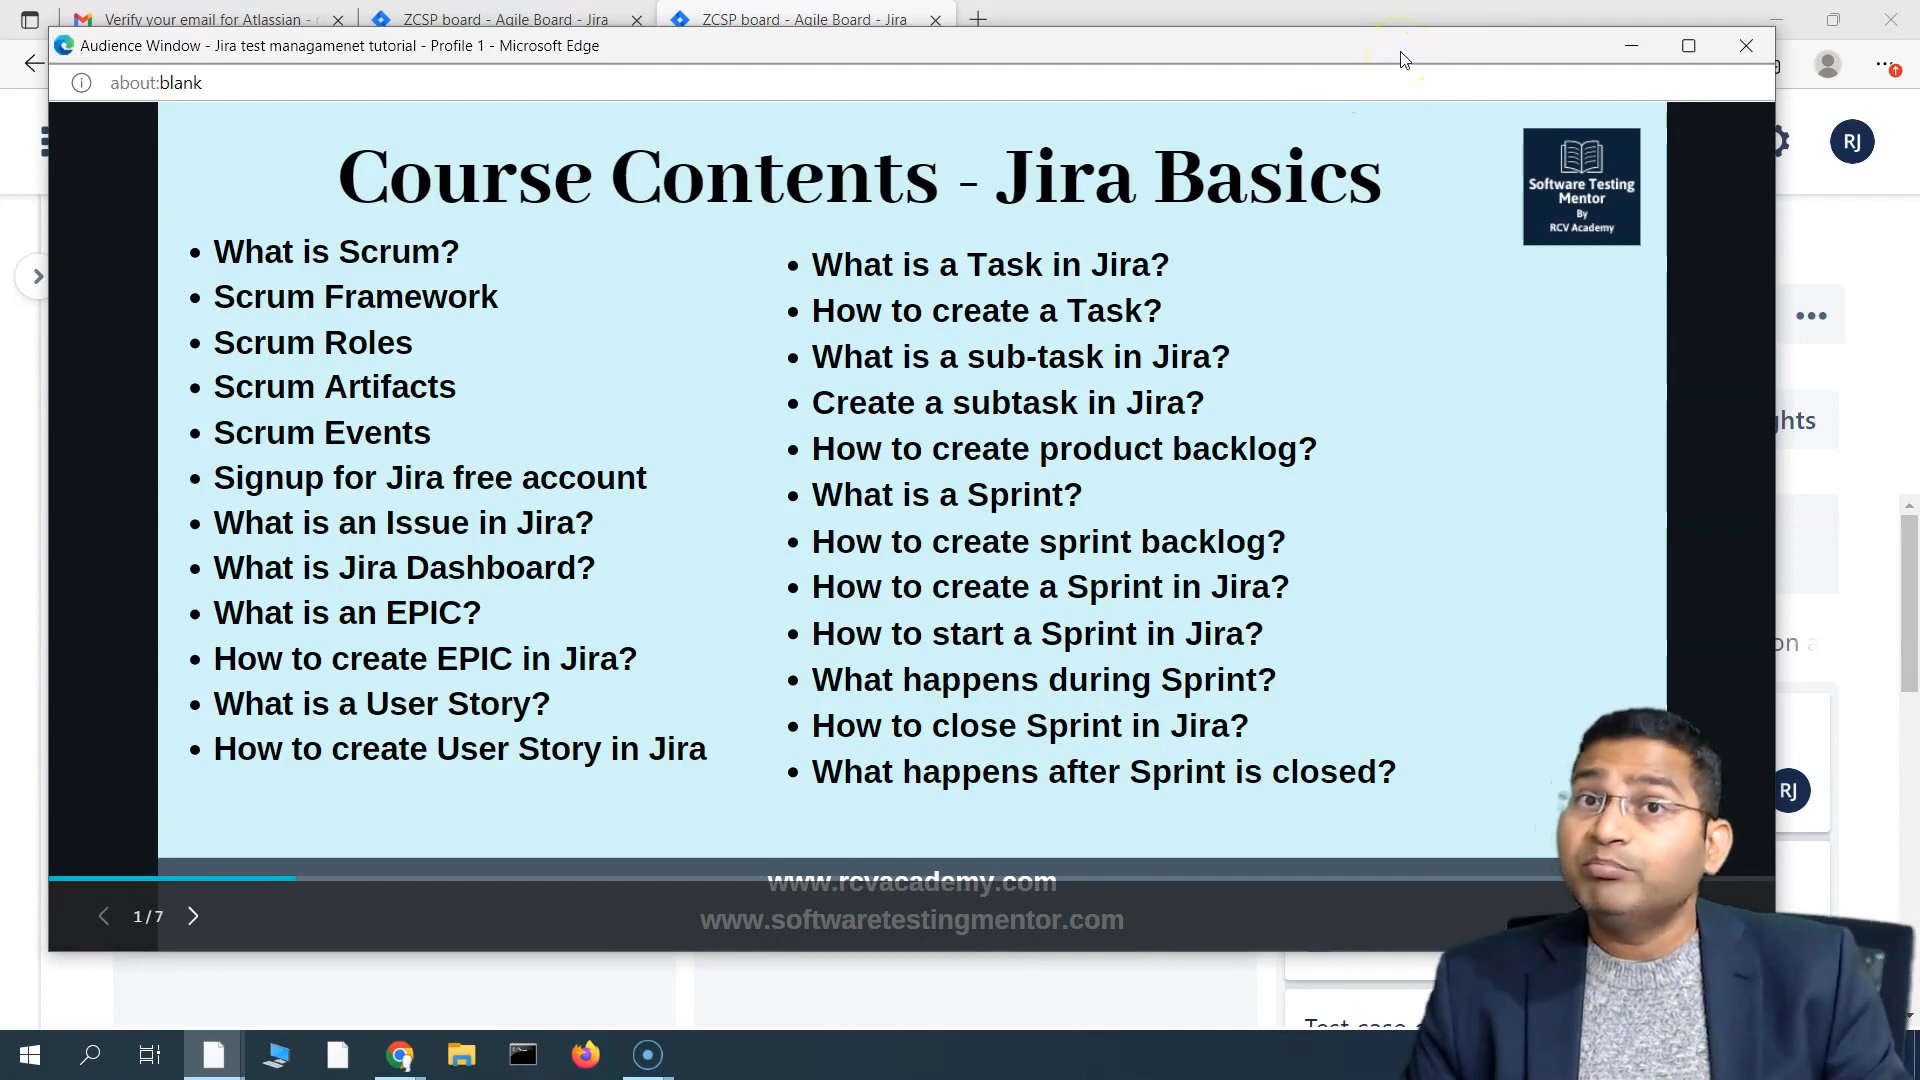 Verify your email for Atlassian -
ZCSP board - Agile Board - Jira
ZCSP board - Agile Board - Jira
Audience Window - Jira test managamenet tutorial - Profile 1 - Microsoft Edge
about:blank
RJ
Course Contents - Jira Basics
Software Testing
Mentor
By
RCV Academy
• What is Scrum?
• Scrum Framework
• Scrum Roles
• Scrum Artifacts
• Scrum Events
• Signup for Jira free account
• What is an Issue in Jira?
• What is Jira Dashboard?
• What is an EPIC?
• How to create EPIC in Jira?
• What is a User Story?
• How to create User Story in Jira
• What is a Task in Jira?
• How to create a Task?
• What is a sub-task in Jira?
• Create a subtask in Jira?
• How to create product backlog?
• What is a Sprint?
• How to create sprint backlog?
• How to create a Sprint in Jira?
• How to start a Sprint in Jira?
• What happens during Sprint?
• How to close Sprint in Jira?
• What happens after Sprint is closed?
hts
on a
RJ
www.rcvacademy.com
1/7
www.softwaretestingmentor.com
Test case